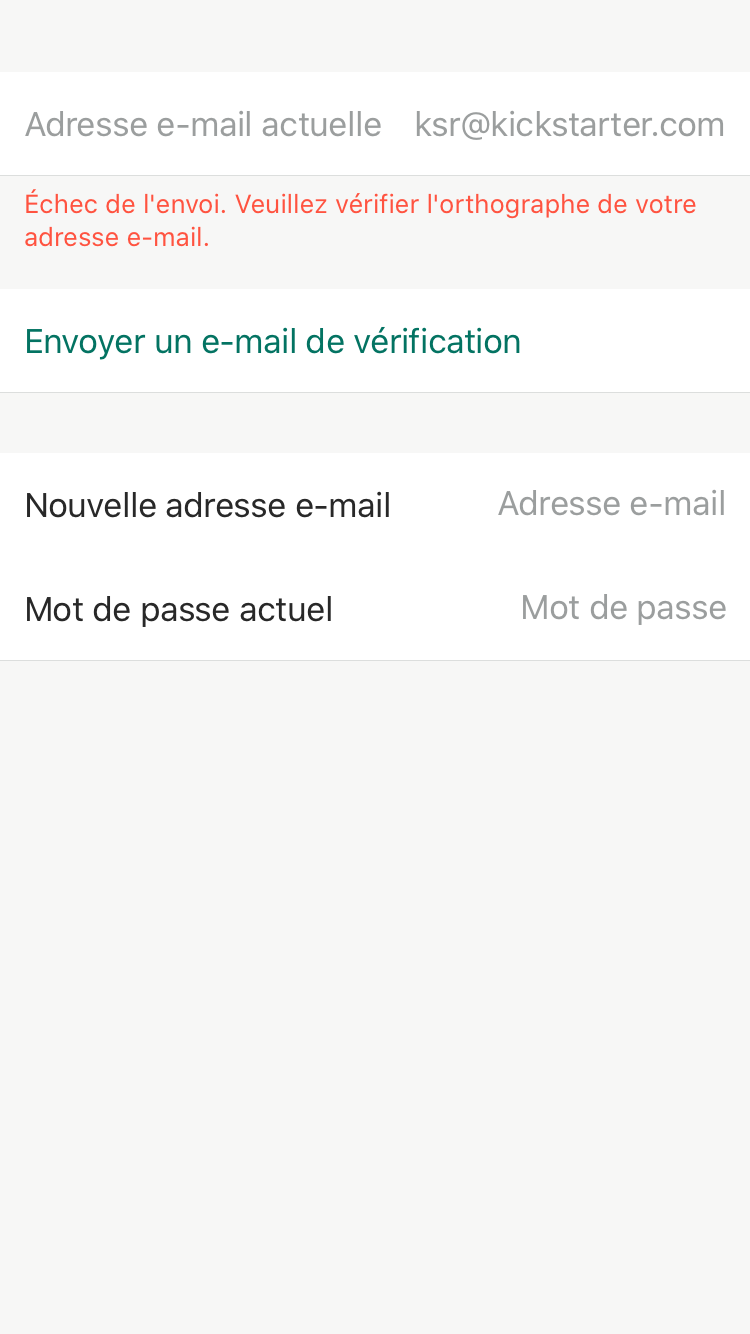 Adresse e-mail actuelle ksr@kickstarter.com
Échec de l'envoi. Veuillez vérifier l'orthographe de votre
adresse e-mail.
Envoyer un e-mail de vérification
Nouvelle adresse e-mail Adresse e-mail
Mot de passe actuel Mot de passe